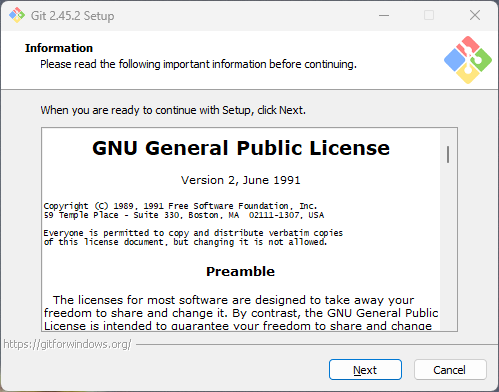 Git 2.45.2 Setup
Information
Please read the following important information before continuing.
When you are ready to continue with Setup, click Next.
GNU General Public License
Version 2, June 1991
Copyright (C) 1989, 1991 Free Software Foundation, Inc.
59 Temple Place - Suite 330, Boston, MA  02111-1307, USA
Everyone is permitted to copy and distribute verbatim copies
of this license document, but changing it is not allowed.
Preamble
The licenses for most software are designed to take away your
freedom to share and change it. By contrast, the GNU General Public
License is intended to guarantee your freedom to share and change
https://gitforwindows.org/
Next
Cancel